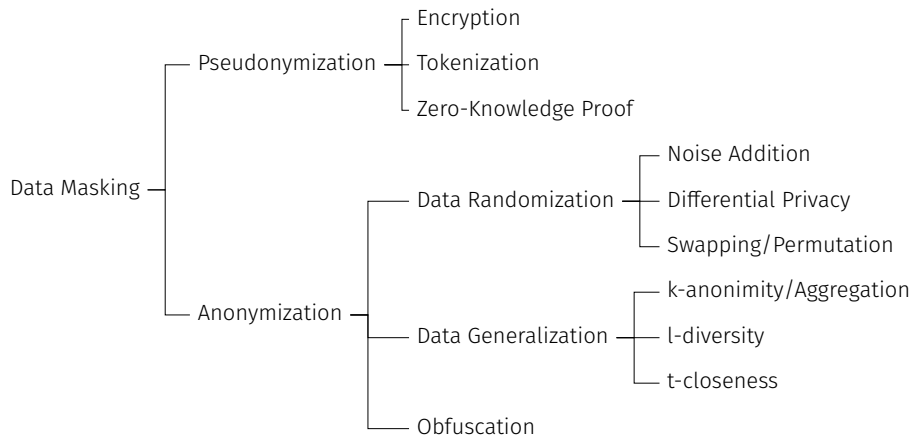 Data Masking
Pseudonymization
Encryption
Tokenization
Zero-Knowledge Proof
Anonymization
Data Randomization
Noise Addition
Differential Privacy
Swapping/Permutation
Data Generalization
k-anonimity/Aggregation
l-diversity
t-closeness
Obfuscation